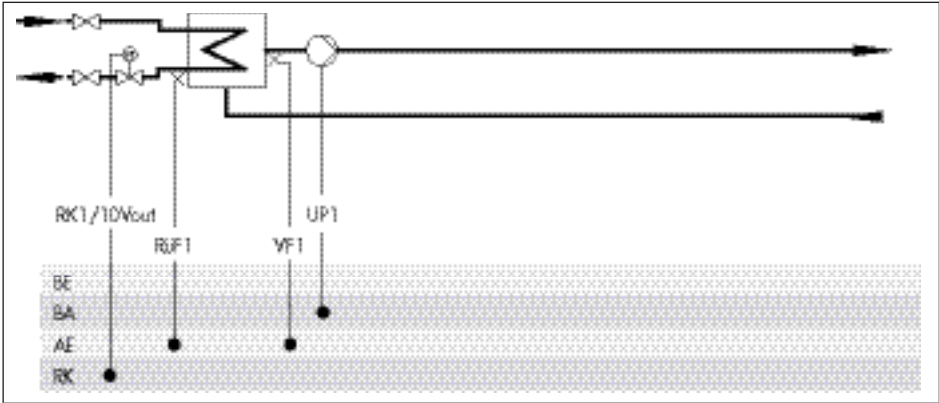 RK1/10Vout
UP1
RüF1
VF1
BE
BA
AE
RK